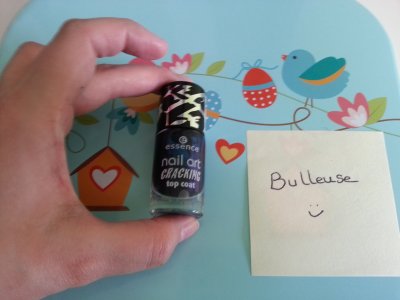 essence
nail art
CRACKING
top coat
Bulleuse
:)